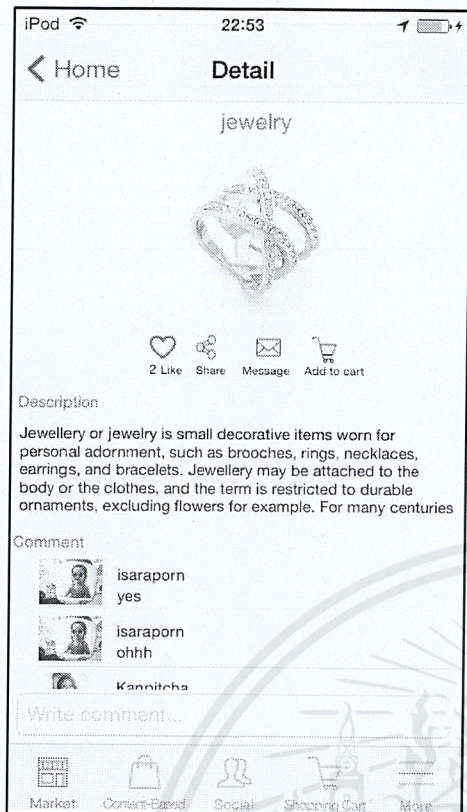 iPod 22:53
Home Detail
jewelry
2 Like Share Message Add to cart
Description
Jewellery or jewelry is small decorative items worn for
personal adornment, such as brooches, rings, necklaces,
earrings, and bracelets. Jewellery may be attached to the
body or the clothes, and the term is restricted to durable
ornaments, excluding flowers for example. For many centuries
Comment
isaraporn
yes
isaraporn
ohhh
Kannitcha
Write comment...
Market Content-Based Social Shopping Cart More